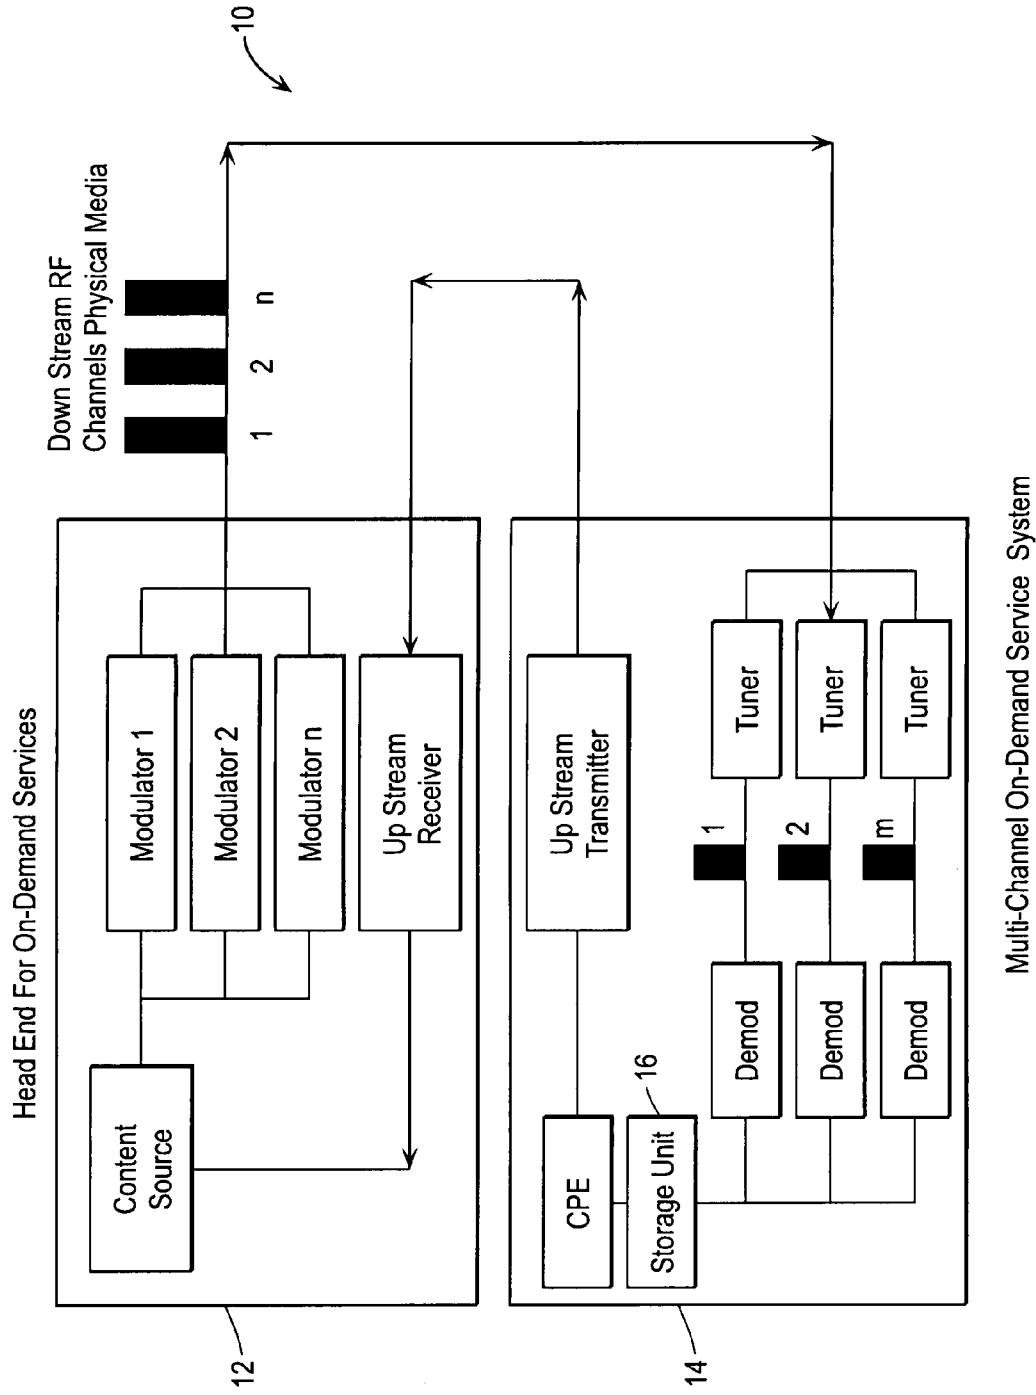 Head End For On-Demand Services
12
Content
Source
Modulator 1
Modulator 2
Modulator n
Up Stream
Receiver
Down Stream RF
Channels Physical Media
1
2
n
10
14
CPE
Storage Unit
16
Up Stream
Transmitter
Demod
1
Tuner
Demod
2
Tuner
Demod
m
Tuner
Multi-Channel On-Demand Service System